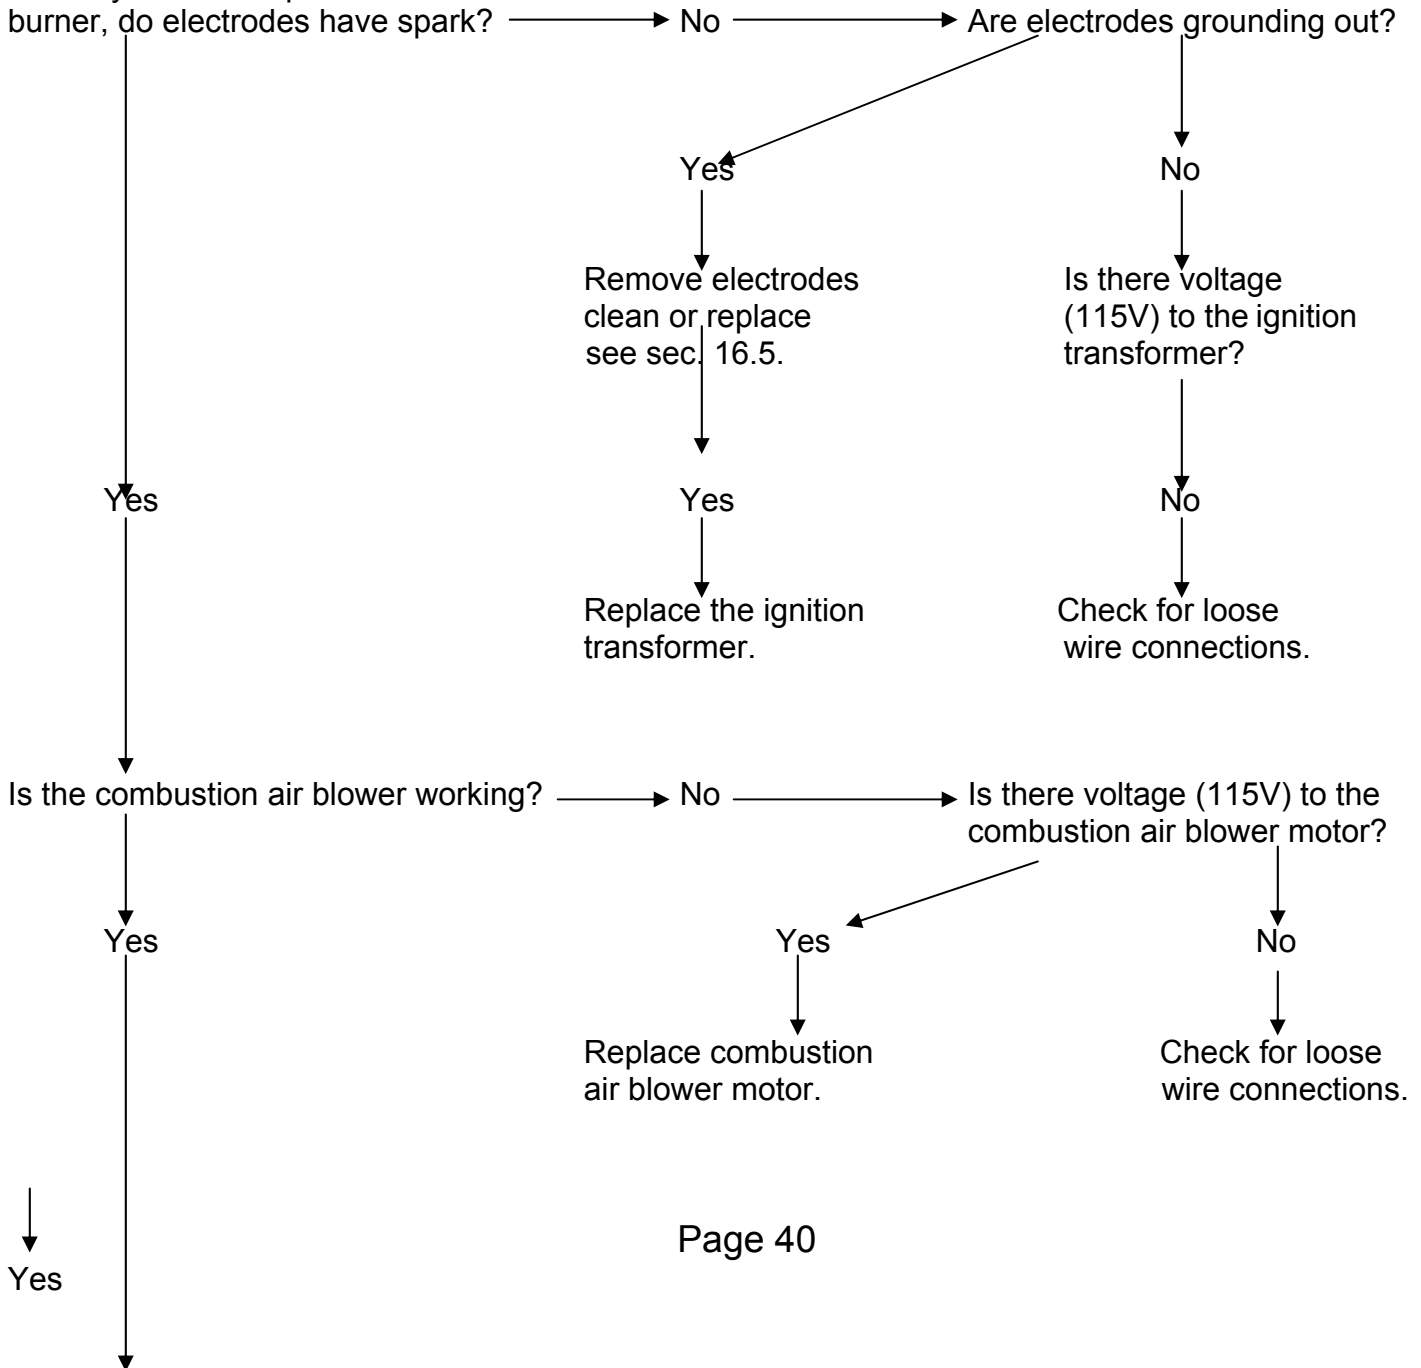 burner, do electrodes have spark? No Are electrodes grounding out?
Yes No
Remove electrodes
clean or replace
see sec. 16.5.
Is there voltage
(115V) to the ignition
transformer?
Yes Yes No
Replace the ignition
transformer.
Check for loose
wire connections.
Is the combustion air blower working? No Is there voltage (115V) to the
combustion air blower motor?
Yes Yes No
Replace combustion
air blower motor.
Check for loose
wire connections.
Page 40
Yes